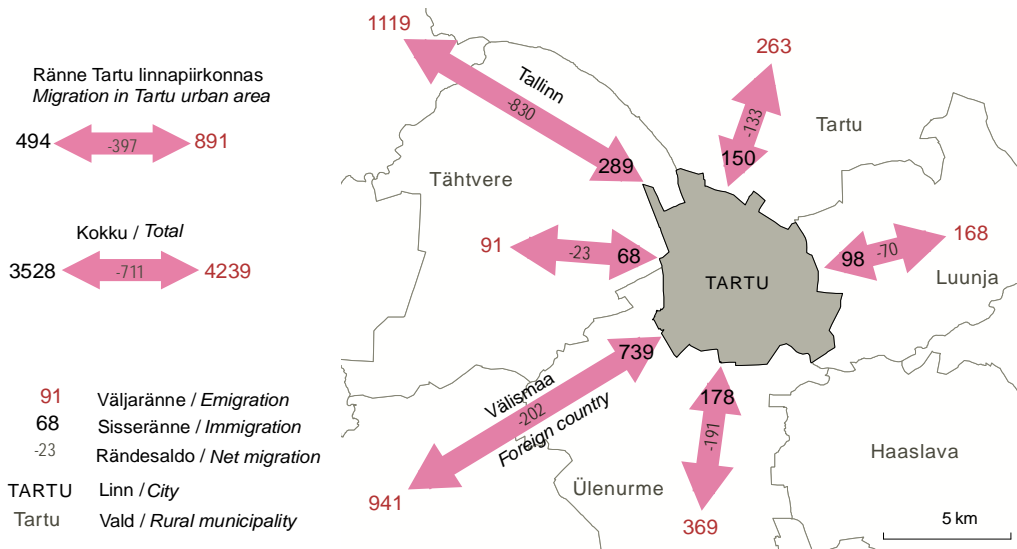 Ränne Tartu linnapiirkonnas
Migration in Tartu urban area
494 -397 891
Kokku / Total
3528 -711 4239
91 Väljaränne / Emigration
68 Sisseränne / Immigration
-23 Rändesaldo / Net migration
TARTU Linn / City
Tartu Vald / Rural municipality
1119
Tallinn
-830
289
263
-133
150
Tartu
Tähtvere
91 -23 68
168
98 -70
Luunja
TARTU
739
Välismaa
-202
Foreign country
941
178
-191
369
Ülenurme
Haaslava
5 km